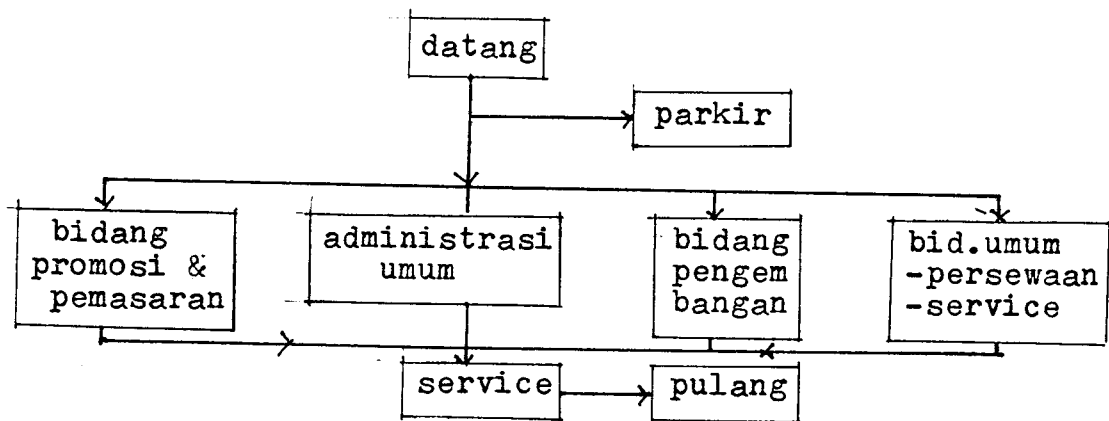 datang
parkir
bidang
promosi &
pemasaran
administrasi
umum
bidang
pengem
bangan
bid.umum
-persewaan
-service
service
pulang